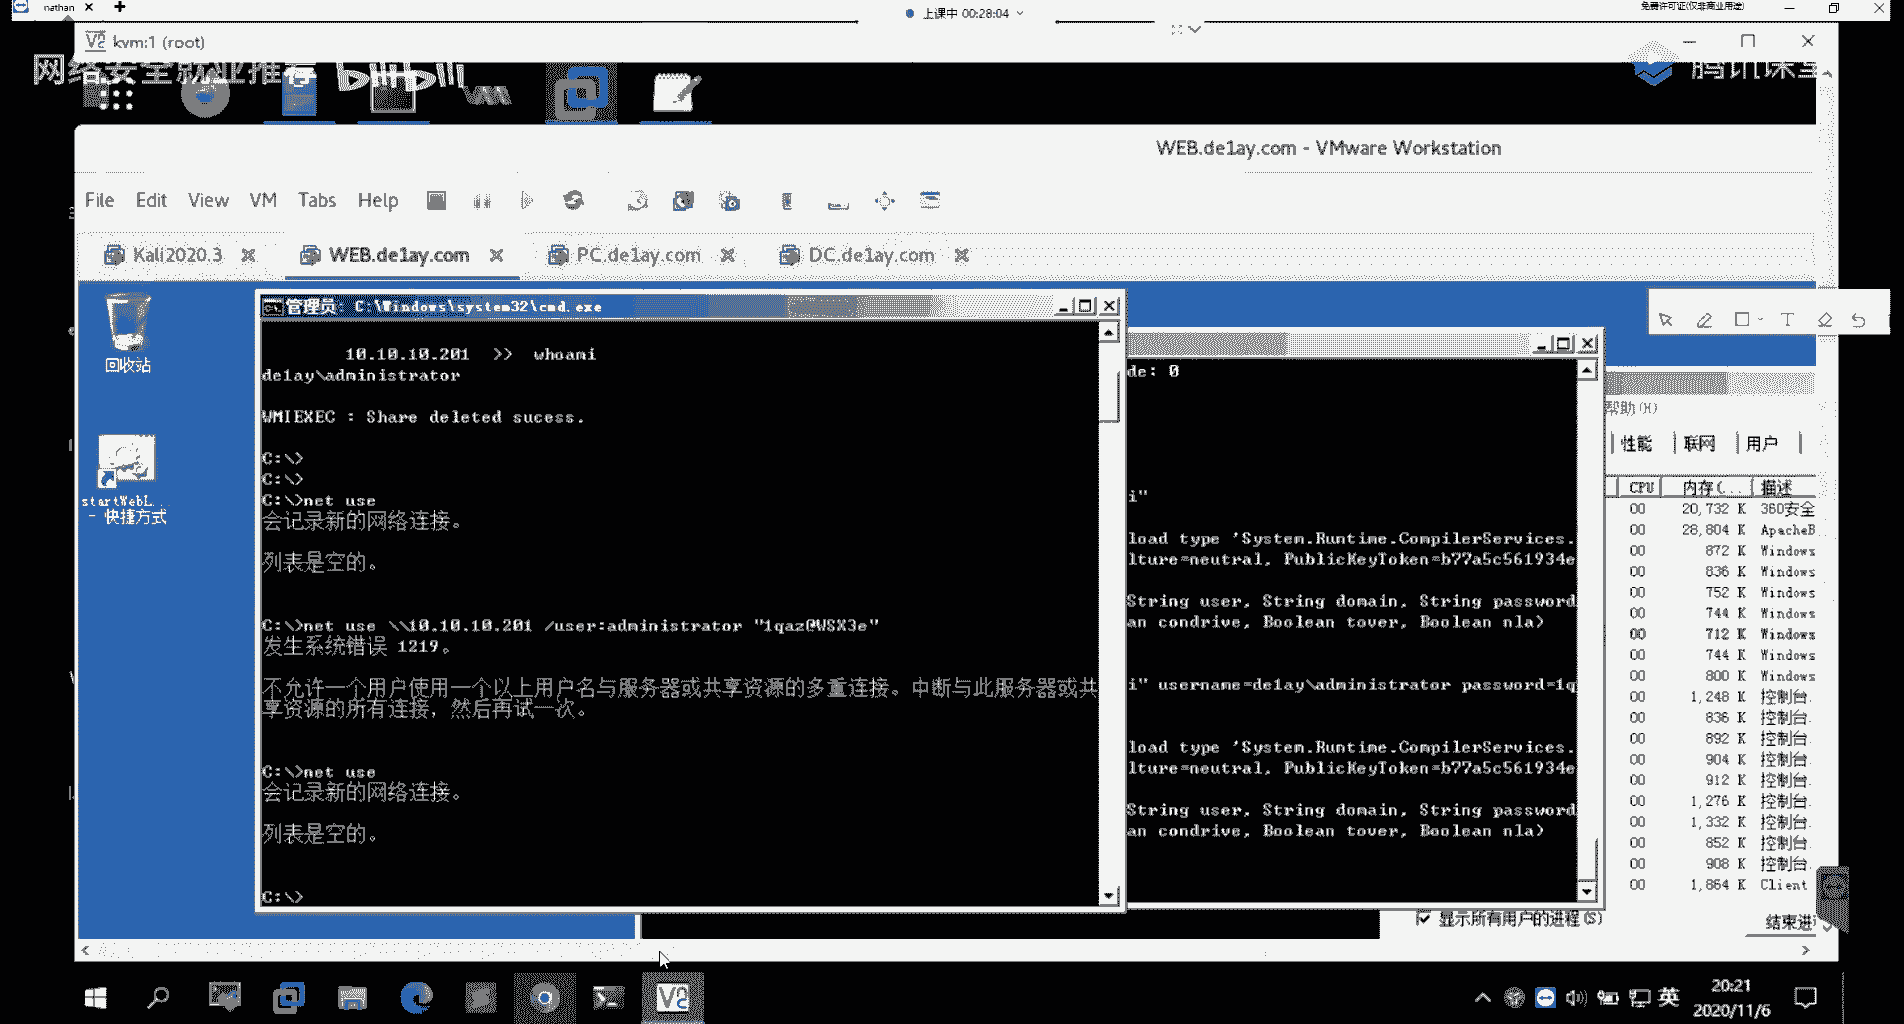 nathan
上课中 00:28:04
免费许可证(仅非商业用途)
kvm:1 (root)
网络安全就业推荐
bilibili
腾讯课堂
WEB.de1ay.com - VMware Workstation
File Edit View VM Tabs Help
Kali2020.3 WEB.de1ay.com PC.de1ay.com DC.de1ay.com
回收站
startWebL...
- 快捷方式
管理员: C:\Windows\system32\cmd.exe
10.10.10.201 >> whoami
de1ay\administrator
WMIEXEC : Share deleted sucess.
C:\>
C:\>
C:\>net use
会记录新的网络连接。
列表是空的。
C:\>net use \\10.10.10.201 /user:administrator "1qaz@WSX3e"
发生系统错误 1219。
不允许一个用户使用一个以上用户名与服务器或共享资源的多重连接。中断与此服务器或共
享资源的所有连接，然后再试一次。
C:\>net use
会记录新的网络连接。
列表是空的。
C:\>
de: 0
i"
load type 'System.Runtime.CompilerServices.
lture=neutral, PublicKeyToken=b77a5c561934e
String user, String domain, String password
an condrive, Boolean tover, Boolean nla)
i" username=de1ay\administrator password=1q
load type 'System.Runtime.CompilerServices.
lture=neutral, PublicKeyToken=b77a5c561934e
String user, String domain, String password
an condrive, Boolean tover, Boolean nla)
帮助(H)
性能 联网 用户
CPU 内存(... 描述
00 20,732 K 360安全
00 28,804 K ApacheB
00 872 K Windows
00 836 K Windows
00 752 K Windows
00 744 K Windows
00 712 K Windows
00 744 K Windows
00 800 K Windows
00 1,248 K 控制台
00 836 K 控制台
00 892 K 控制台
00 904 K 控制台
00 912 K 控制台
00 1,276 K 控制台
00 1,332 K 控制台
00 852 K 控制台
00 908 K 控制台
00 1,864 K Client
显示所有用户的进程(S)
结束进
英
20:21
2020/11/6